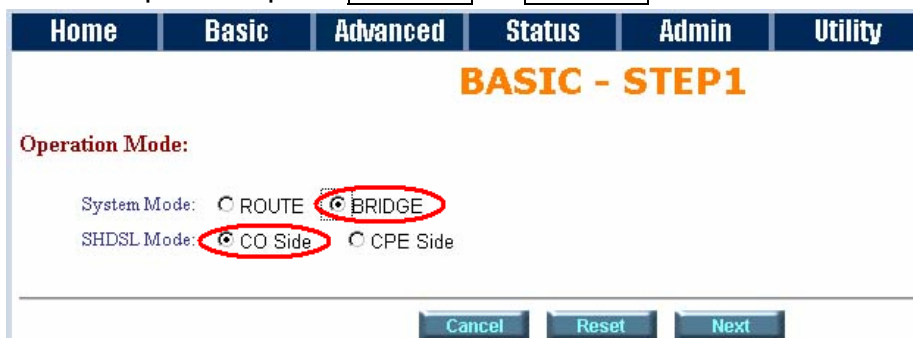 Home Basic Advanced Status Admin Utility
BASIC - STEP1
Operation Mode:
System Mode: ROUTE BRIDGE
SHDSL Mode: CO Side CPE Side
Cancel Reset Next